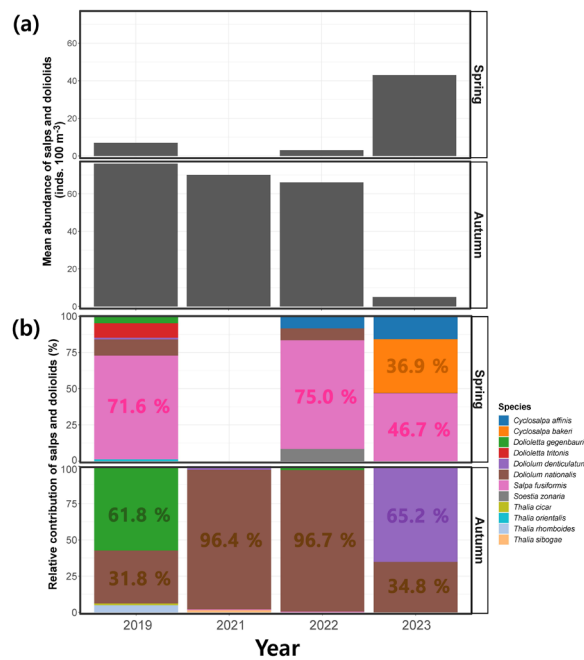 (a)
Mean abundance of salps and doliolids
(inds. 100 m-3)
60
40
20
0
Spring
60
40
20
0
Autumn
(b)
Relative contribution of salps and doliolids (%)
100
75
50
25
0
71.6 %
75.0 %
36.9 %
46.7 %
Spring
100
75
50
25
0
61.8 %
31.8 %
96.4 %
96.7 %
65.2 %
34.8 %
Autumn
2019
2021
2022
2023
Year
Species
Cyclosalpa affinis
Cyclosalpa bakeri
Dolioletta gegenbauri
Dolioletta tritonis
Doliolum denticulatum
Doliolum nationalis
Salpa fusiformis
Soestia zonaria
Thalia cicar
Thalia orientalis
Thalia rhomboides
Thalia sibogae